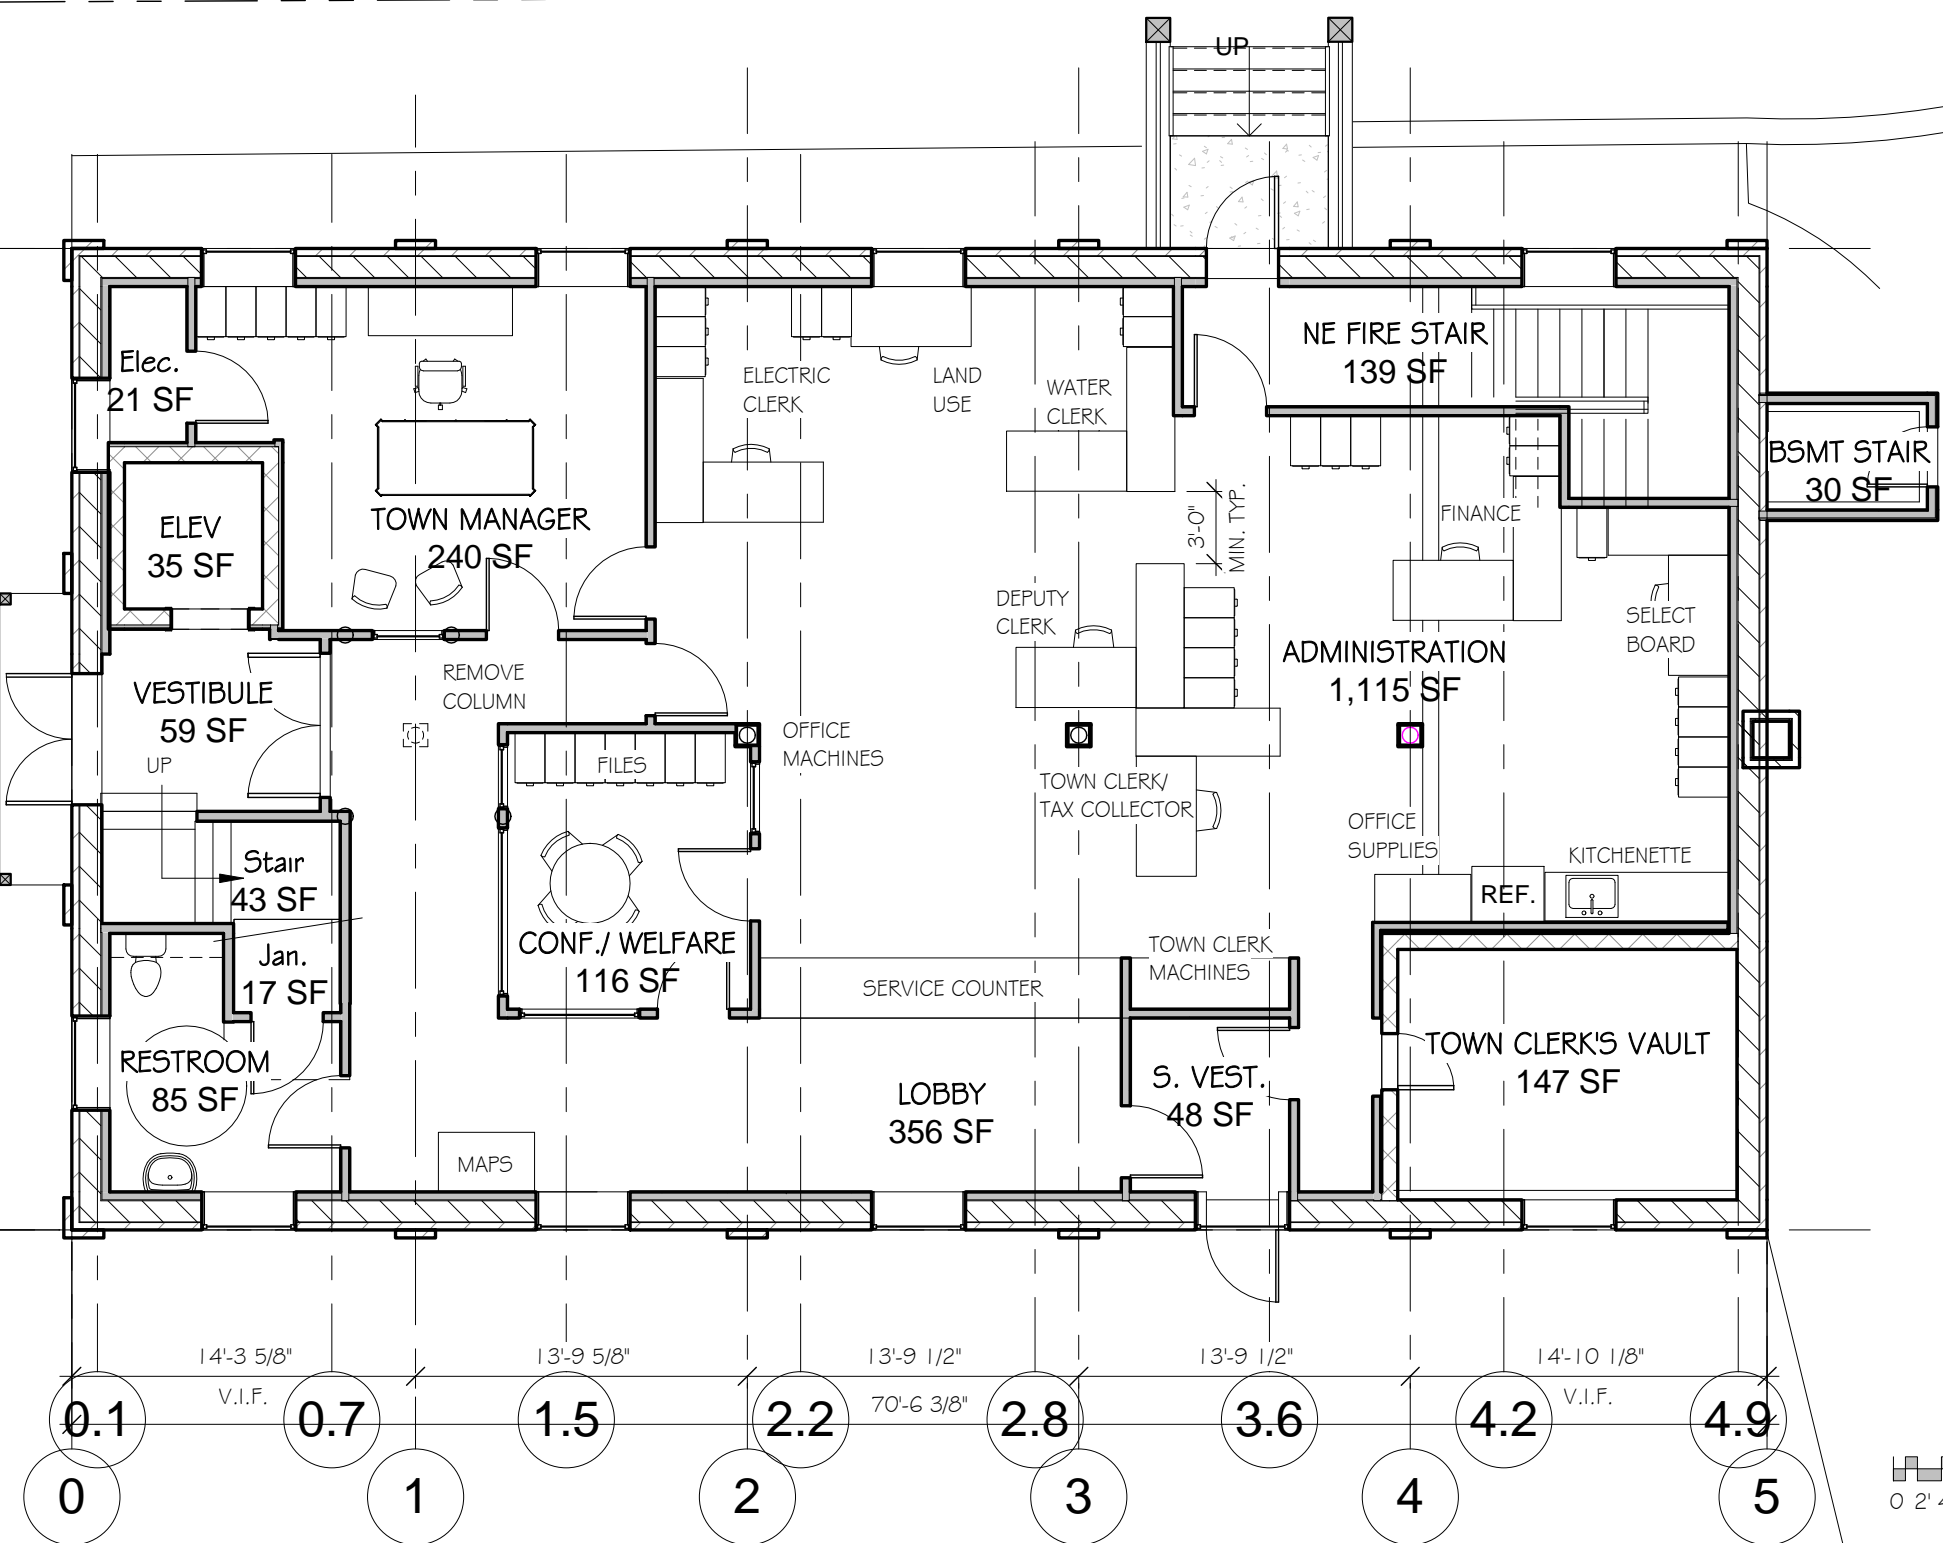 UP
NE FIRE STAIR
139 SF
Elec.
21 SF
ELECTRIC
CLERK
LAND
USE
WATER
CLERK
BSMT STAIR
30 SF
ELEV
35 SF
TOWN MANAGER
240 SF
3'-0"
MIN. TYP.
FINANCE
DEPUTY
CLERK
SELECT
BOARD
ADMINISTRATION
1,115 SF
REMOVE
COLUMN
VESTIBULE
59 SF
UP
OFFICE
MACHINES
FILES
TOWN CLERK/
TAX COLLECTOR
OFFICE
SUPPLIES
KITCHENETTE
REF.
Stair
43 SF
CONF./ WELFARE
116 SF
Jan.
17 SF
TOWN CLERK
MACHINES
SERVICE COUNTER
RESTROOM
85 SF
TOWN CLERK'S VAULT
147 SF
S. VEST.
48 SF
LOBBY
356 SF
MAPS
14'-3 5/8"
13'-9 5/8"
13'-9 1/2"
13'-9 1/2"
14'-10 1/8"
V.I.F.
70'-6 3/8"
V.I.F.
0.1
0.7
1.5
2.2
2.8
3.6
4.2
4.9
0
1
2
3
4
5
0 2'